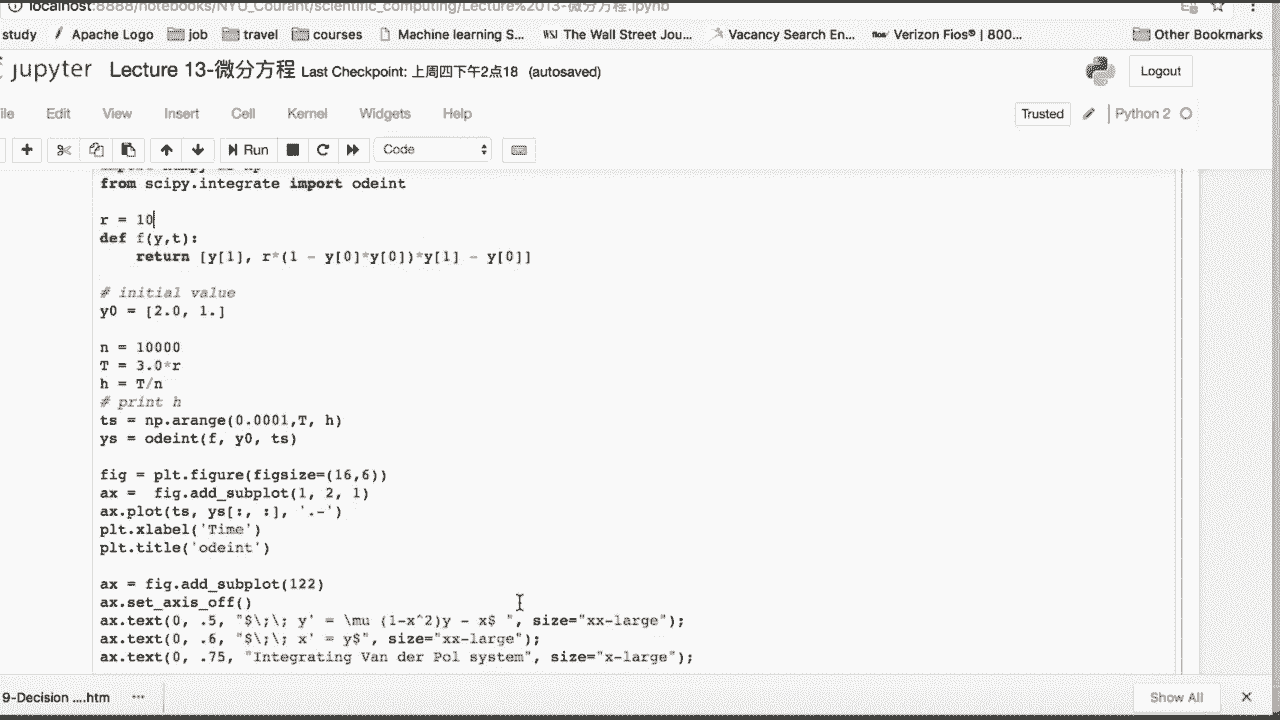 localhost:8888/notebooks/NYU_Courant/scientific_computing/Lecture%2013-微分方程.ipynb
study Apache Logo job travel courses Machine learning S... WSJ The Wall Street Jou... Vacancy Search En... Verizon Fios® | 800... Other Bookmarks
jupyter Lecture 13-微分方程 Last Checkpoint: 上周四下午2点18 (autosaved) Logout
ile Edit View Insert Cell Kernel Widgets Help Trusted Python 2
Run Code
from scipy.integrate import odeint
r = 10
def f(y,t):
return [y[1], r*(1 - y[0]*y[0])*y[1] - y[0]]
# initial value
y0 = [2.0, 1.]
n = 10000
T = 3.0*r
h = T/n
# print h
ts = np.arange(0.0001,T, h)
ys = odeint(f, y0, ts)
fig = plt.figure(figsize=(16,6))
ax = fig.add_subplot(1, 2, 1)
ax.plot(ts, ys[:, :], '.-')
plt.xlabel('Time')
plt.title('odeint')
ax = fig.add_subplot(122)
ax.set_axis_off()
ax.text(0, .5, "$\;\; y' = \mu (1-x^2)y - x$ ", size="xx-large");
ax.text(0, .6, "$\;\; x' = y$", size="xx-large");
ax.text(0, .75, "Integrating Van der Pol system", size="x-large");
9-Decision ....htm Show All